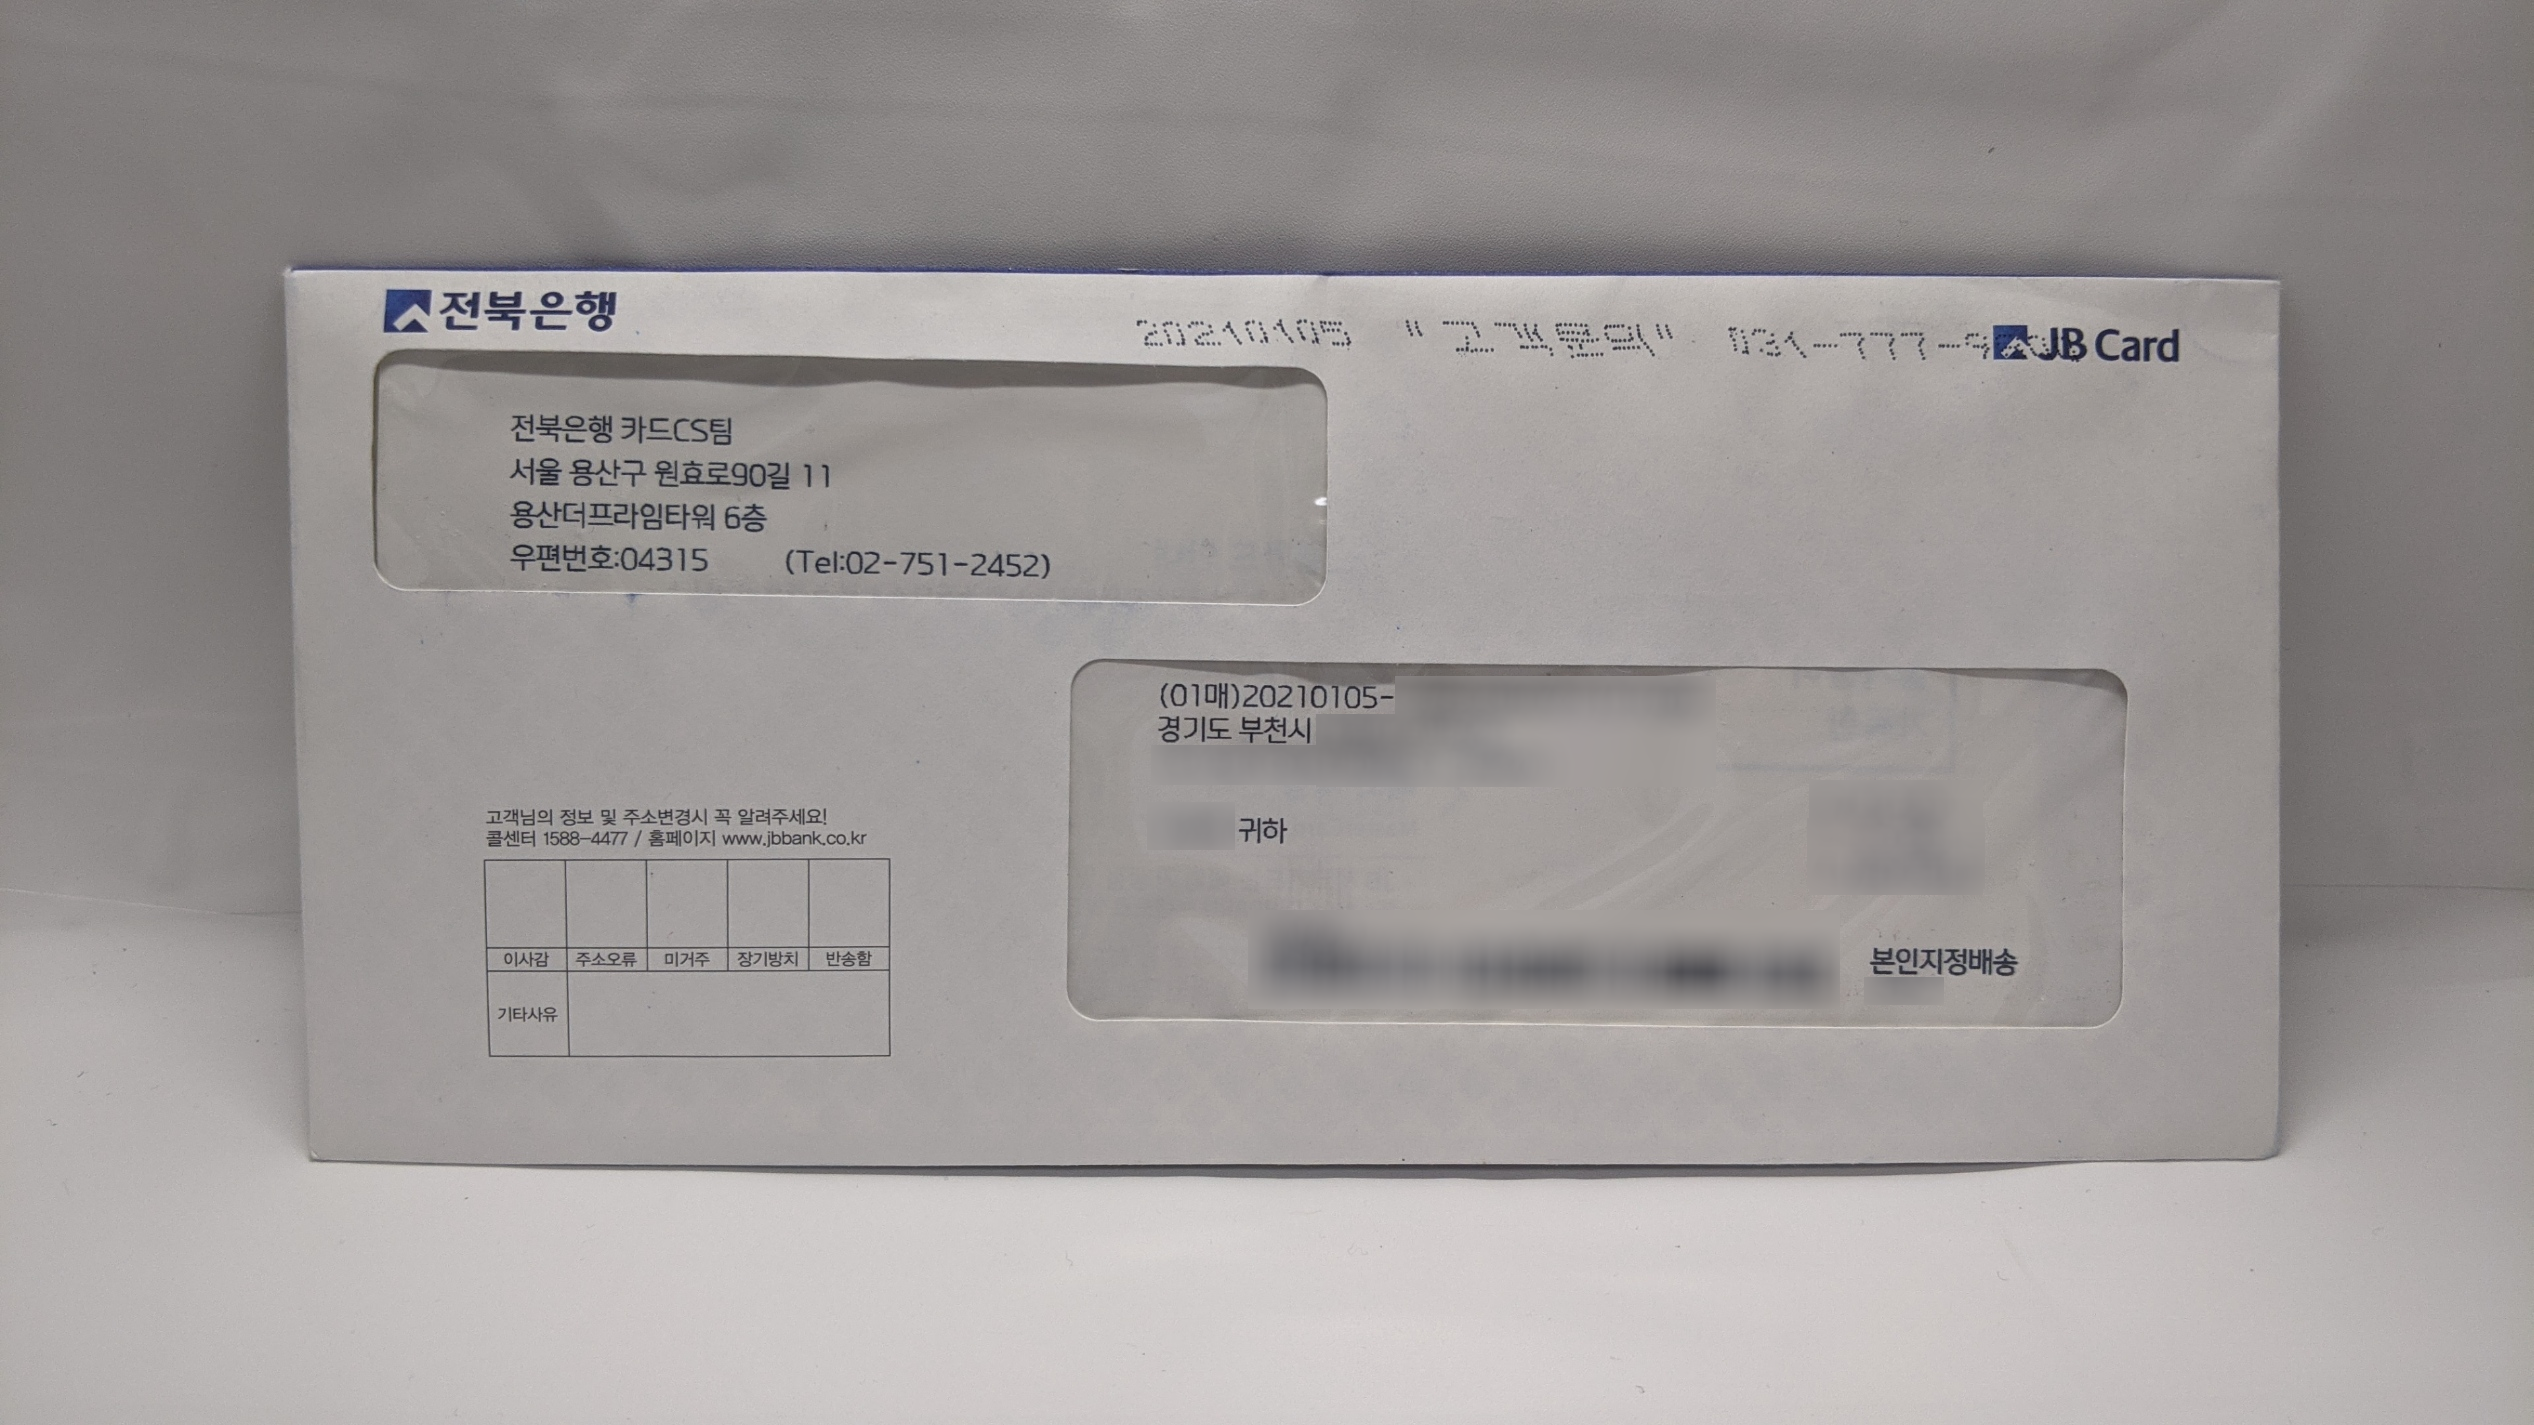 전북은행
20210105 "고객문의" 031-777-
JB Card
전북은행 카드CS팀
서울 용산구 원효로90길 11
용산더프라임타워 6층
우편번호:04315 (Tel:02-751-2452)
(01매)20210105-
경기도 부천시
귀하
본인지정배송
고객님의 정보 및 주소변경시 꼭 알려주세요!
콜센터 1588-4477 / 홈페이지 www.jbbank.co.kr
이사감 주소오류 미거주 장기방치 반송함
기타사유